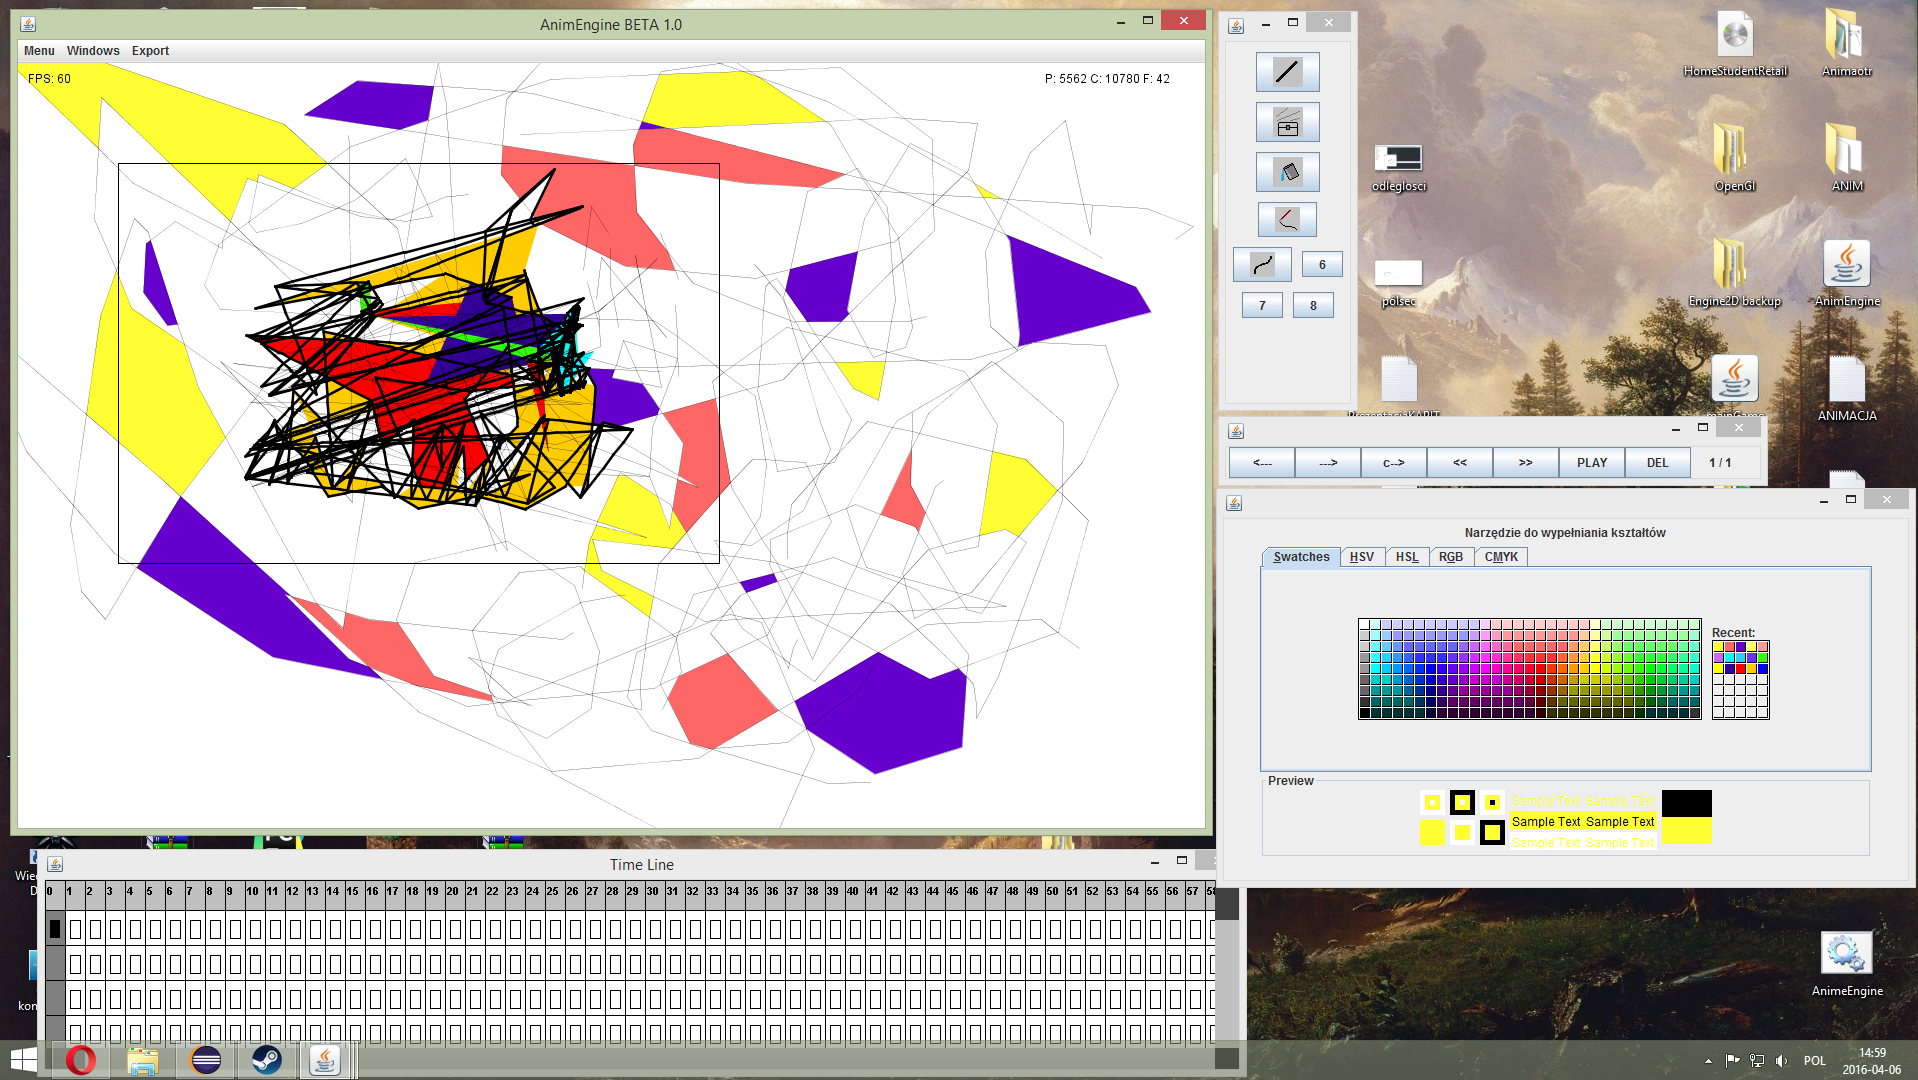 AnimEngine BETA 1.0
Menu Windows Export
FPS: 60
P: 5562 C: 10780 F: 42
6
7 8
HomeStudentRetail
Animaotr
odleglosci
OpenGl
ANIM
polsec
Engine2D backup
AnimEngine
PrezentacjaKAPIT
mainGame
ANIMACJA
<--- ---> c--> << >> PLAY DEL 1 / 1
Narzędzie do wypełniania kształtów
Swatches HSV HSL RGB CMYK
Recent:
Preview
Sample Text Sample Text
Sample Text Sample Text
Sample Text Sample Text
Time Line
0 1 2 3 4 5 6 7 8 9 10 11 12 13 14 15 16 17 18 19 20 21 22 23 24 25 26 27 28 29 30 31 32 33 34 35 36 37 38 39 40 41 42 43 44 45 46 47 48 49 50 51 52 53 54 55 56 57 58
AnimeEngine
POL
14:59
2016-04-06